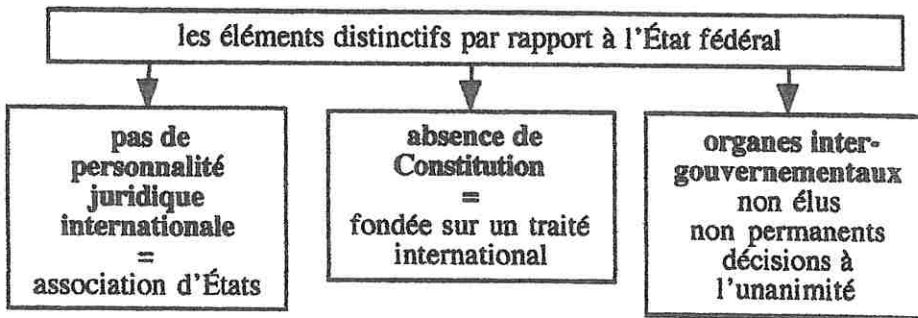 les éléments distinctifs par rapport à l'État fédéral
pas de
personnalité
juridique
internationale
=
association d'États
absence de
Constitution
=
fondée sur un traité
international
organes inter-
gouvernementaux
non élus
non permanents
décisions à
l'unanimité